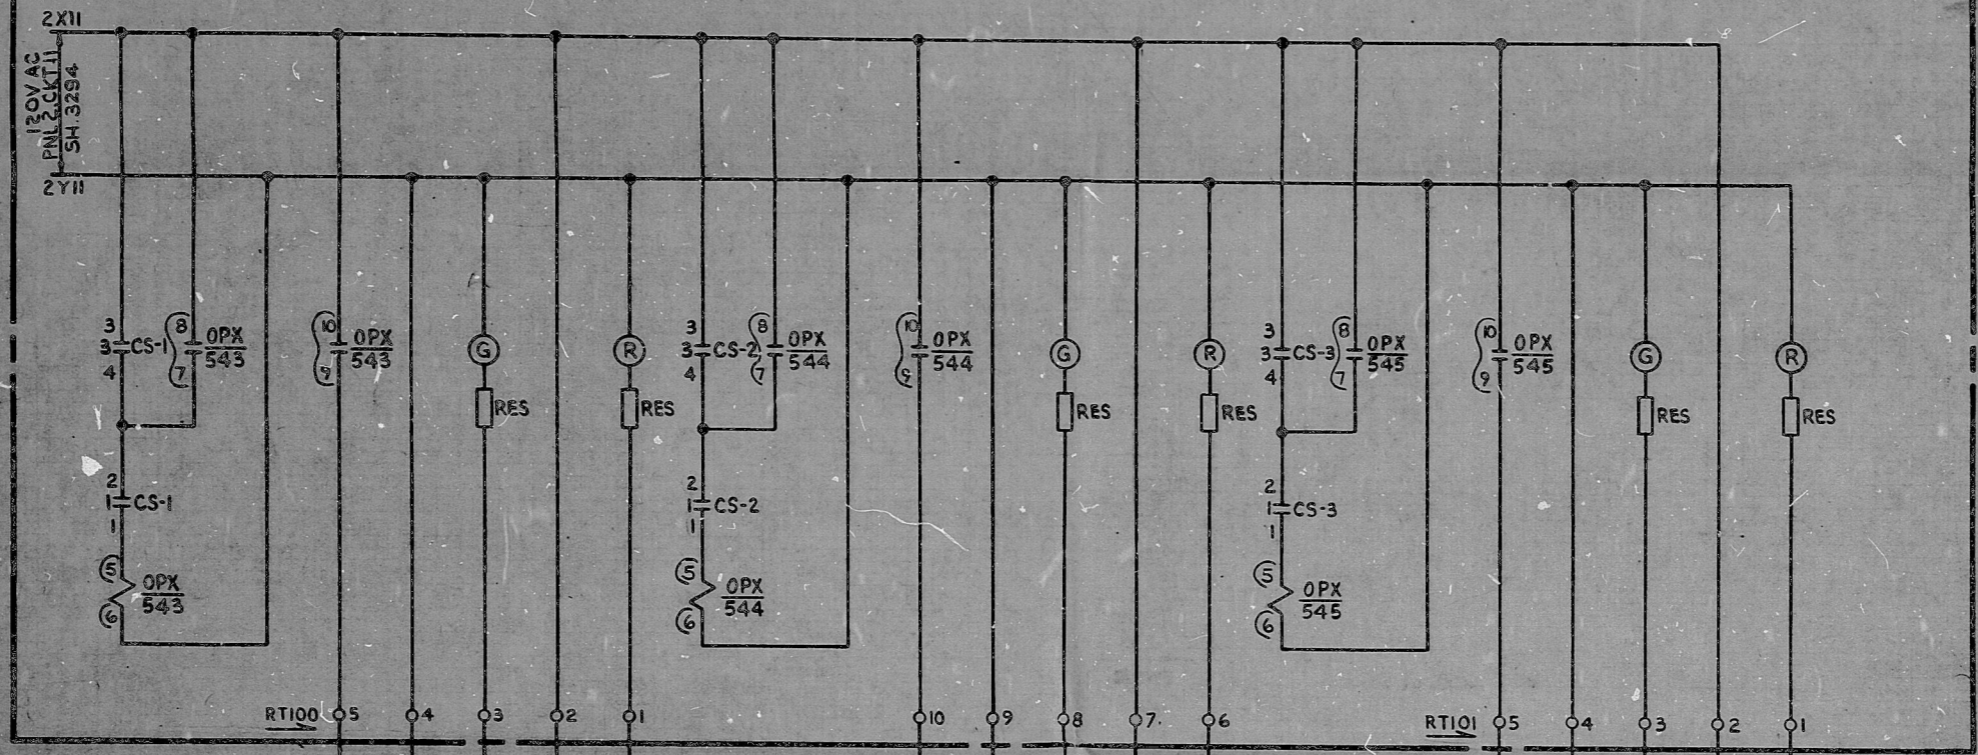 2X11
120V AC
PNL.2.CKT.11
SH.3294
2Y11
3
3 CS-1
4
8
7
OPX
543
10
9
OPX
543
G
RES
R
RES
3
3 CS-2
4
8
7
OPX
544
10
9
OPX
544
G
RES
R
RES
3
3 CS-3
4
8
7
OPX
545
10
9
OPX
545
G
RES
R
RES
2
1 CS-1
1
2
1 CS-2
1
2
1 CS-3
1
5
6
OPX
543
5
6
OPX
544
5
6
OPX
545
RT100 5 4 3 2 1 10 9 8 7 6 RT101 5 4 3 2 1